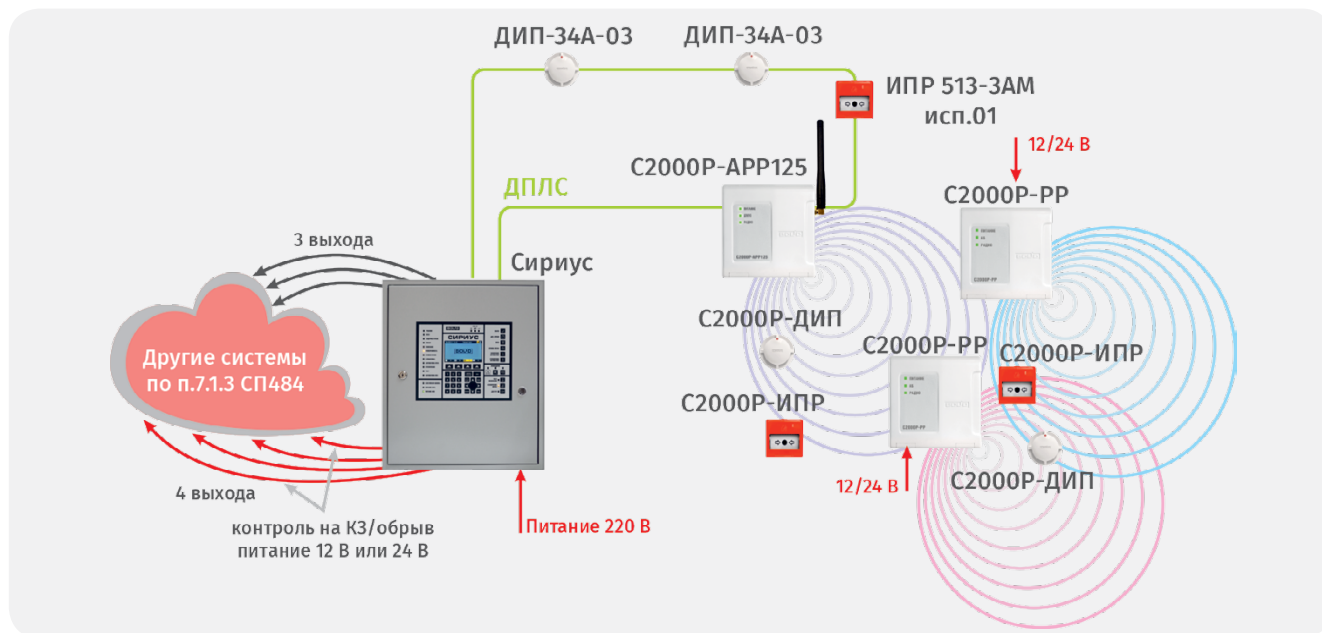 ДИП-34А-03
ДИП-34А-03
ИПР 513-3АМ
исп.01
12/24 В
С2000Р-АРР125
С2000Р-РР
ДПЛС
3 выхода
Сириус
С2000Р-ДИП
С2000Р-РР
С2000Р-ИПР
Другие системы
по п.7.1.3 СП484
СИРИУС
С2000Р-ИПР
12/24 В
С2000Р-ДИП
4 выхода
контроль на КЗ/обрыв
питание 12 В или 24 В
Питание 220 В